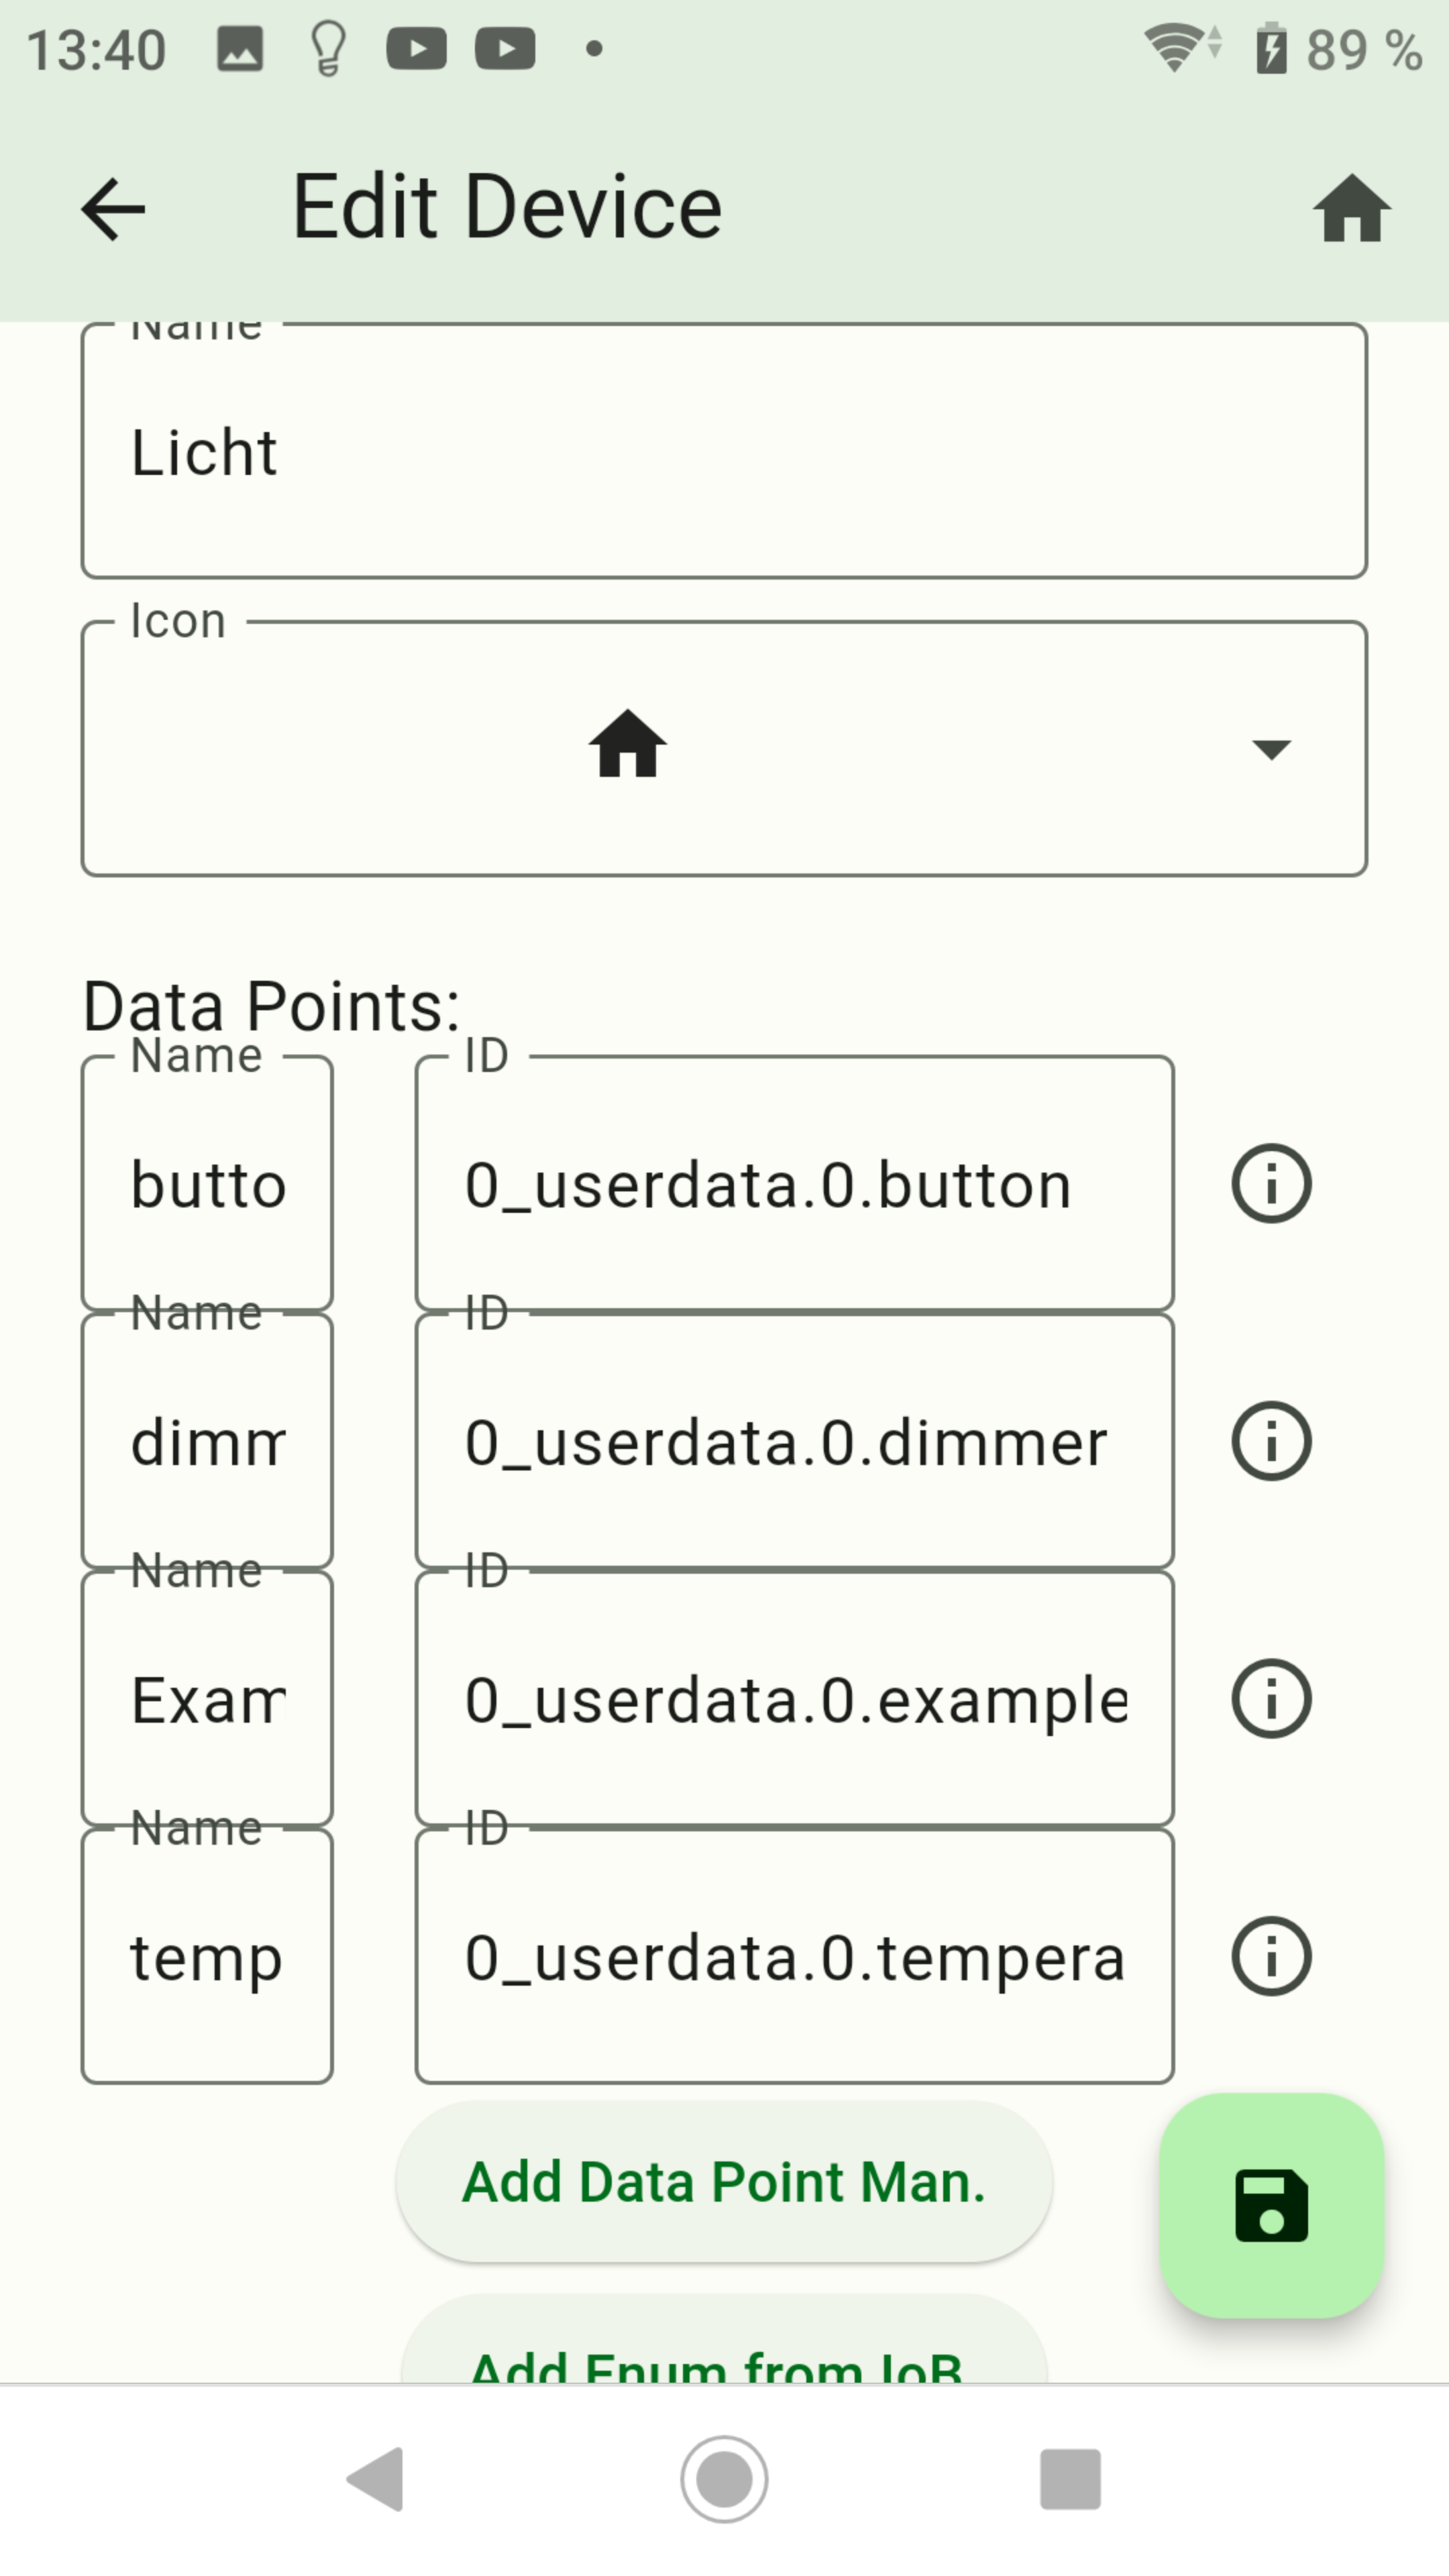 13:40 89 %
Edit Device
Name
Licht
Icon
Data Points:
Name ID
butto 0_userdata.0.button
Name ID
dimm 0_userdata.0.dimmer
Name ID
Exam 0_userdata.0.example
Name ID
temp 0_userdata.0.tempera
Add Data Point Man.
Add Enum from IoB